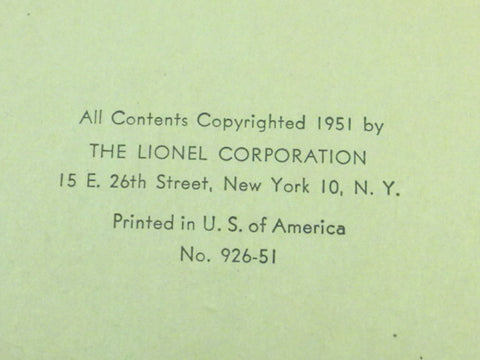 All Contents Copyrighted 1951 by
THE LIONEL CORPORATION
15 E. 26th Street, New York 10, N. Y.
Printed in U. S. of America
No. 926-51